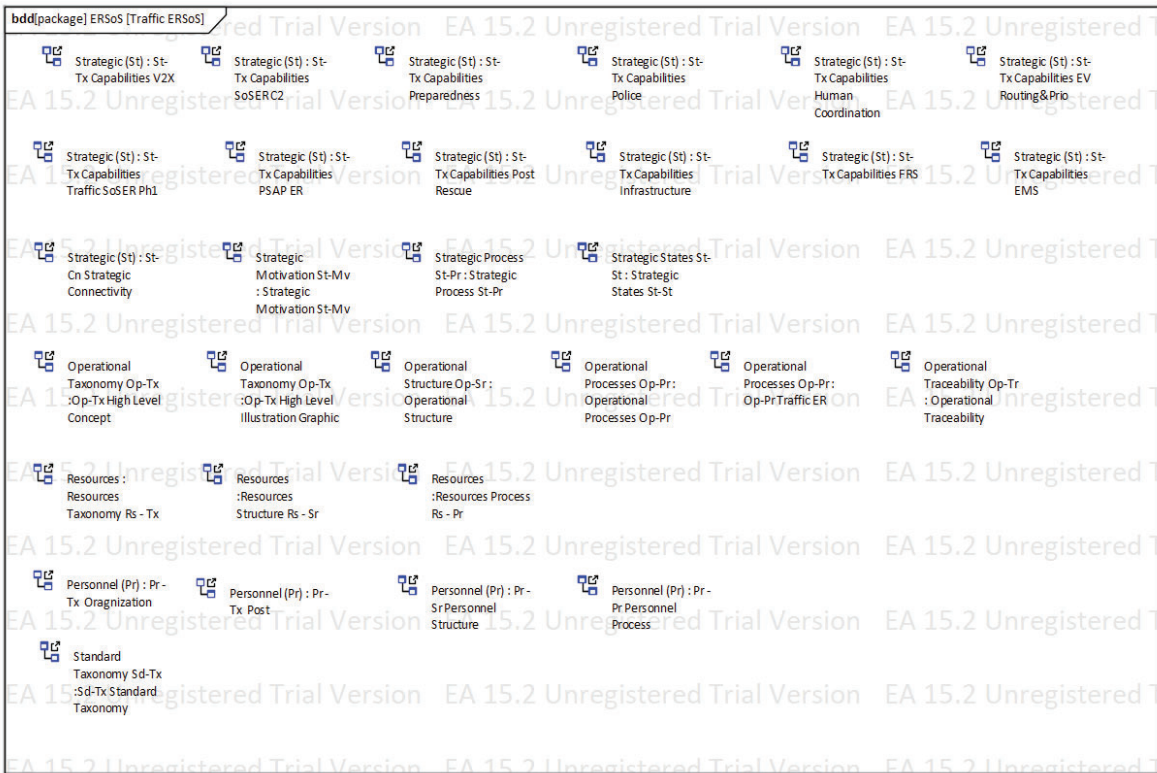 bdd[package] ERSoS [Traffic ERSoS]
Strategic (St) : St-
Tx Capabilities V2X
Strategic (St) : St-
Tx Capabilities
SoSERC2
Strategic (St) : St-
Tx Capabilities
Preparedness
Strategic (St) : St-
Tx Capabilities
Police
Strategic (St) : St-
Tx Capabilities
Human
Coordination
Strategic (St) : St-
Tx Capabilities EV
Routing&Prio
Strategic (St) : St-
Tx Capabilities
Traffic SoSER Ph1
Strategic (St) : St-
Tx Capabilities
PSAP ER
Strategic (St) : St-
Tx Capabilities Post
Rescue
Strategic (St) : St-
Tx Capabilities
Infrastructure
Strategic (St) : St-
Tx Capabilities FRS
Strategic (St) : St-
Tx Capabilities
EMS
Strategic (St) : St-
Cn Strategic
Connectivity
Strategic
Motivation St-Mv
: Strategic
Motivation St-Mv
Strategic Process
St-Pr : Strategic
Process St-Pr
Strategic States St-
St : Strategic
States St-St
Operational
Taxonomy Op-Tx
:Op-Tx High Level
Concept
Operational
Taxonomy Op-Tx
:Op-Tx High Level
Illustration Graphic
Operational
Structure Op-Sr :
Operational
Structure
Operational
Processes Op-Pr :
Operational
Processes Op-Pr
Operational
Processes Op-Pr :
Op-Pr Traffic ER
Operational
Traceability Op-Tr
: Operational
Traceability
Resources :
Resources
Taxonomy Rs - Tx
Resources
:Resources
Structure Rs - Sr
Resources
:Resources Process
Rs - Pr
Personnel (Pr) : Pr -
Tx Oragnization
Personnel (Pr) : Pr -
Tx Post
Personnel (Pr) : Pr -
Sr Personnel
Structure
Personnel (Pr) : Pr -
Pr Personnel
Process
Standard
Taxonomy Sd-Tx
:Sd-Tx Standard
Taxonomy
EA 15.2 Unregistered Trial Version EA 15.2 Unregistered Trial Version EA 15.2 Unregistered T